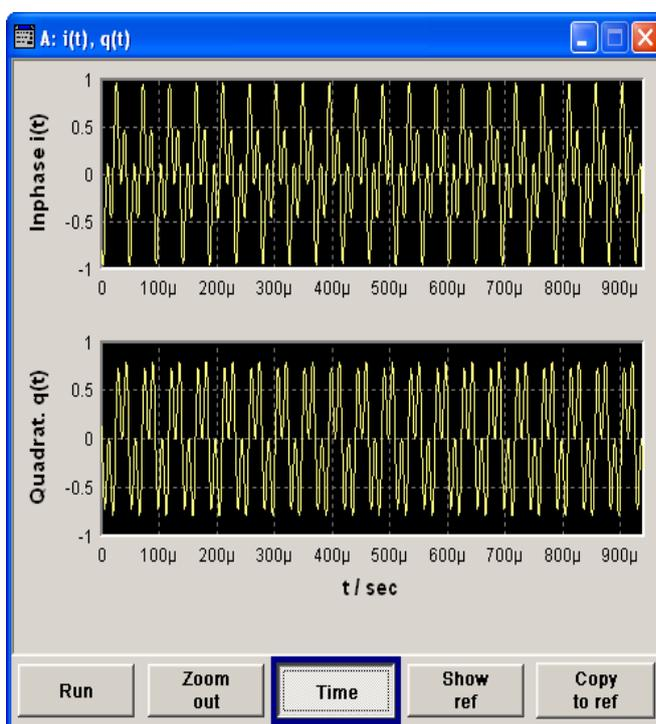 A: i(t), q(t)
Inphase i(t)
1
0.5
0
-0.5
-1
0 100µ 200µ 300µ 400µ 500µ 600µ 700µ 800µ 900µ
Quadrat. q(t)
1
0.5
0
-0.5
-1
0 100µ 200µ 300µ 400µ 500µ 600µ 700µ 800µ 900µ
t / sec
Run
Zoom
out
Time
Show
ref
Copy
to ref